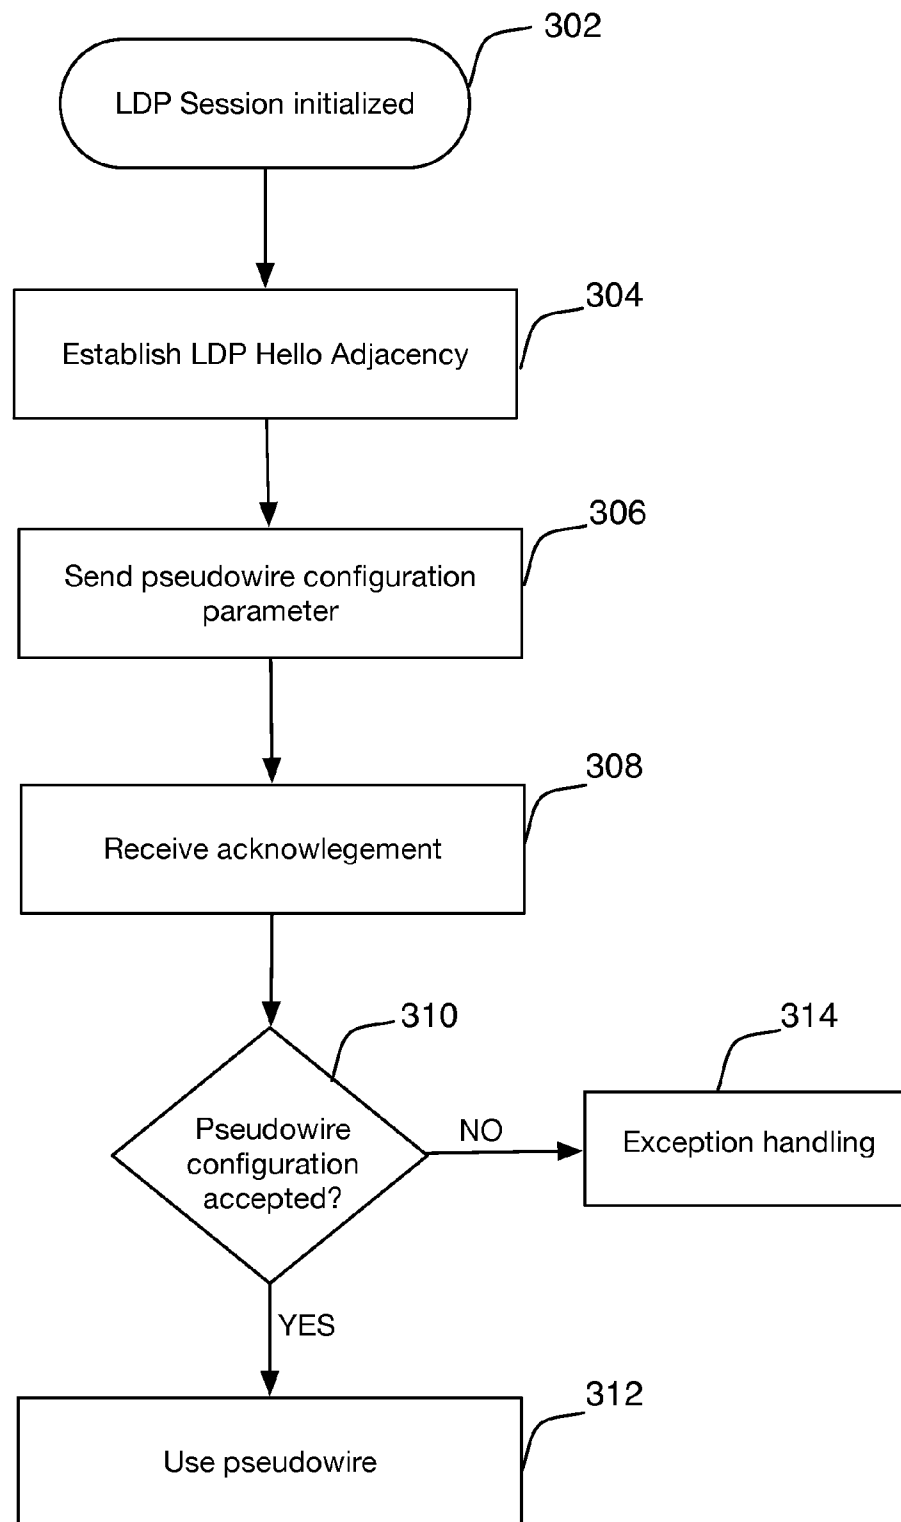 302
LDP Session initialized
304
Establish LDP Hello Adjacency
306
Send pseudowire configuration
parameter
308
Receive acknowlegement
310
314
Pseudowire
configuration
accepted?
NO
Exception handling
YES
312
Use pseudowire